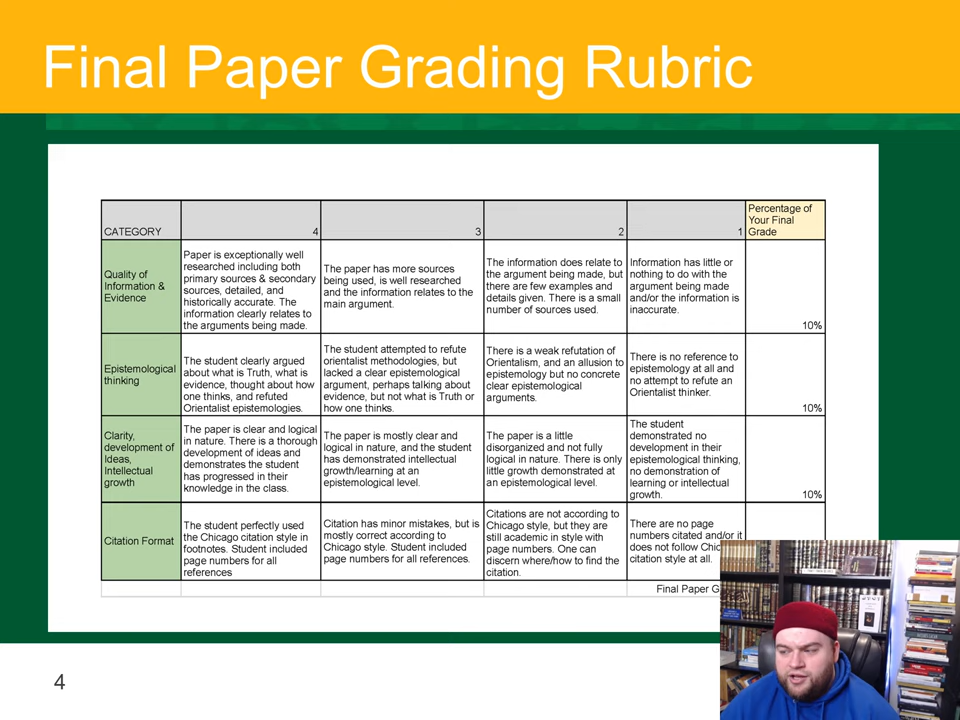 Final Paper Grading Rubric
CATEGORY
4
3
2
1
Percentage of
Your Final
Grade
Quality of
Information &
Evidence
Paper is exceptionally well
researched including both
primary sources & secondary
sources, detailed, and
historically accurate. The
information clearly relates to
the arguments being made.
The paper has more sources
being used, is well researched
and the information relates to the
main argument.
The information does relate to
the argument being made, but
there are few examples and
details given. There is a small
number of sources used.
Information has little or
nothing to do with the
argument being made
and/or the information is
inaccurate.
10%
Epistemological
thinking
The student clearly argued
about what is Truth, what is
evidence, thought about how
one thinks, and refuted
Orientalist epistemologies.
The student attempted to refute
orientalist methodologies, but
lacked a clear epistemological
argument, perhaps talking about
evidence, but not what is Truth or
how one thinks.
There is a weak refutation of
Orientalism, and an allusion to
epistemology but no concrete
clear epistemological
arguments.
There is no reference to
epistemology at all and
no attempt to refute an
Orientalist thinker.
10%
Clarity,
development of
Ideas,
Intellectual
growth
The paper is clear and logical
in nature. There is a thorough
development of ideas and
demonstrates the student
has progressed in their
knowledge in the class.
The paper is mostly clear and
logical in nature, and the student
has demonstrated intellectual
growth/learning at an
epistemological level.
The paper is a little
disorganized and not fully
logical in nature. There is only
little growth demonstrated at
an epistemological level.
The student
demonstrated no
development in their
epistemological thinking,
no demonstration of
learning or intellectual
growth.
10%
Citation Format
The student perfectly used
the Chicago citation style in
footnotes. Student included
page numbers for all
references
Citation has minor mistakes, but is
mostly correct according to
Chicago style. Student included
page numbers for all references.
Citations are not according to
Chicago style, but they are
still academic in style with
page numbers. One can
discern where/how to find the
citation.
There are no page
numbers citated and/or it
does not follow Chic
citation style at all.
Final Paper G
4